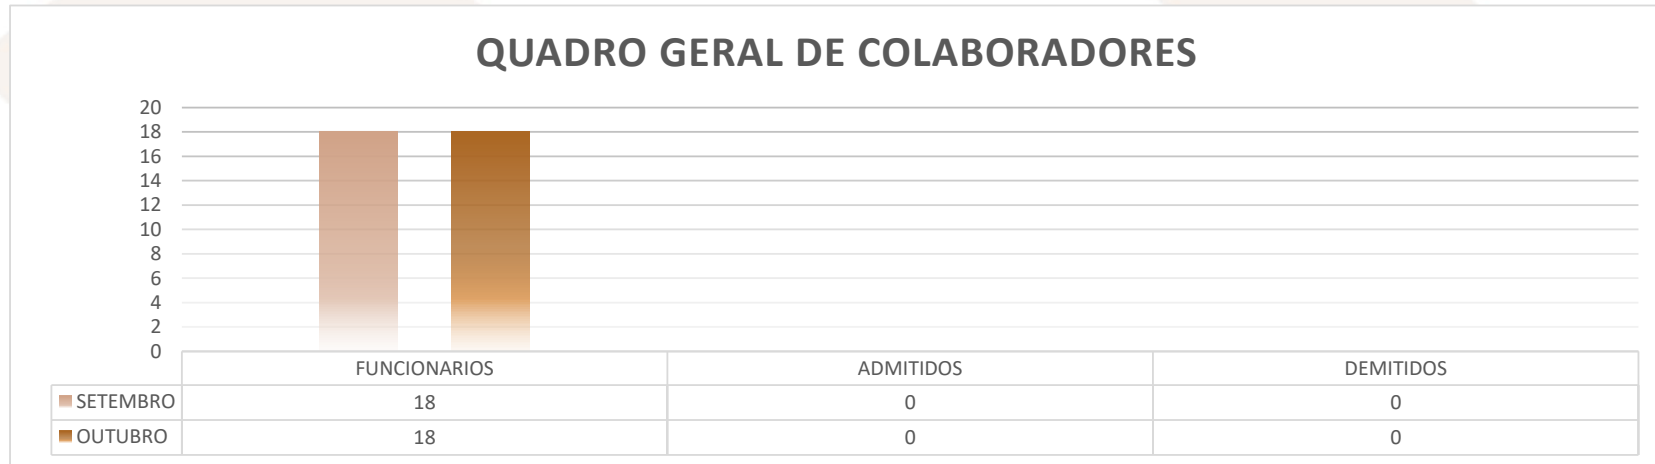 QUADRO GERAL DE COLABORADORES
20
18
16
14
12
10
8
6
4
2
0
FUNCIONARIOS ADMITIDOS DEMITIDOS
SETEMBRO 18 0 0
OUTUBRO 18 0 0